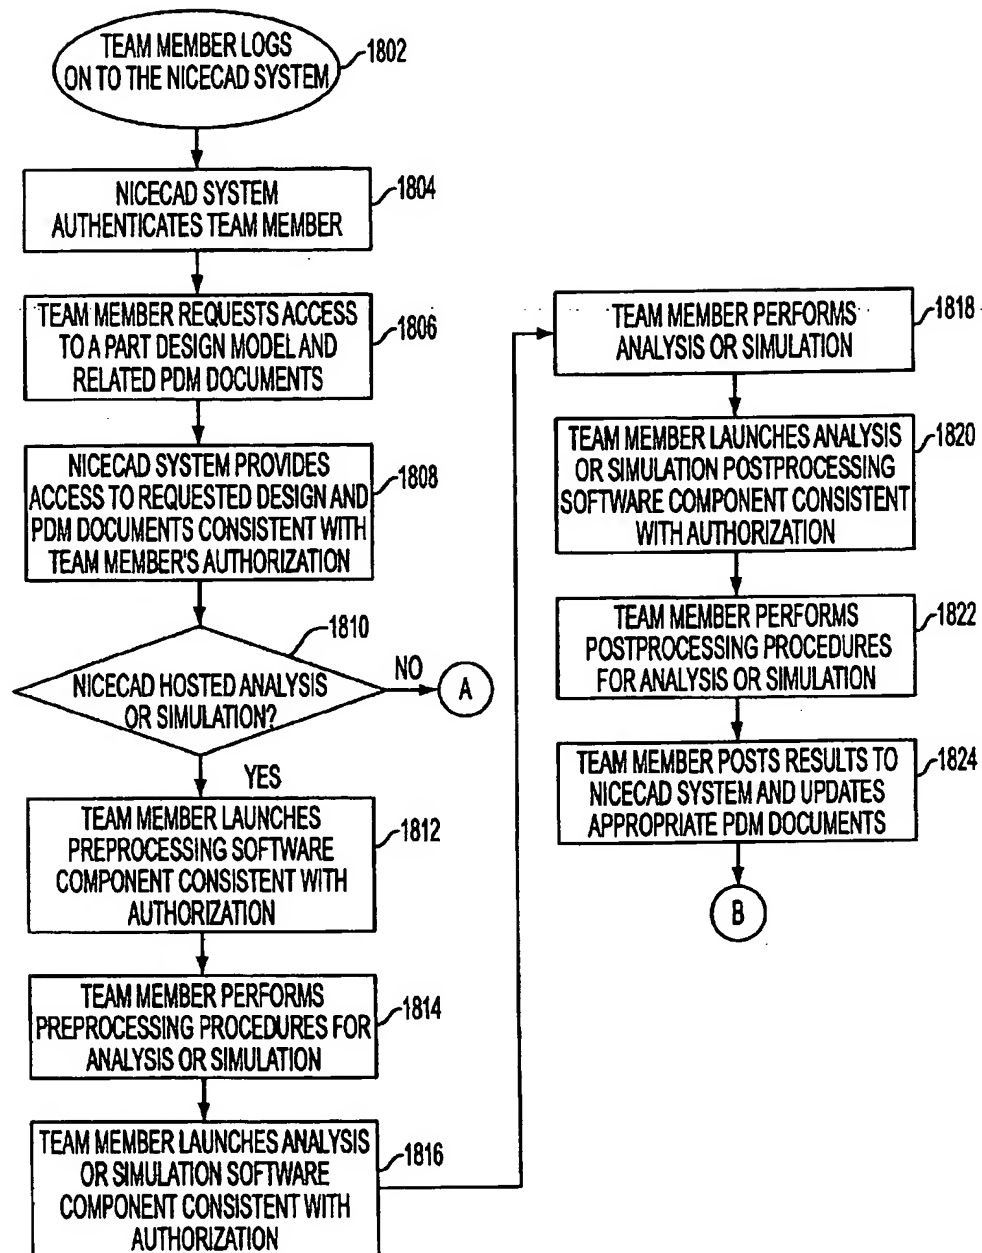 TEAM MEMBER LOGS
ON TO THE NICECAD SYSTEM
1802
NICECAD SYSTEM
AUTHENTICATES TEAM MEMBER
1804
TEAM MEMBER REQUESTS ACCESS
TO A PART DESIGN MODEL AND
RELATED PDM DOCUMENTS
1806
NICECAD SYSTEM PROVIDES
ACCESS TO REQUESTED DESIGN AND
PDM DOCUMENTS CONSISTENT WITH
TEAM MEMBER'S AUTHORIZATION
1808
1810
NICECAD HOSTED ANALYSIS
OR SIMULATION?
NO
A
YES
TEAM MEMBER LAUNCHES
PREPROCESSING SOFTWARE
COMPONENT CONSISTENT WITH
AUTHORIZATION
1812
TEAM MEMBER PERFORMS
PREPROCESSING PROCEDURES FOR
ANALYSIS OR SIMULATION
1814
TEAM MEMBER LAUNCHES ANALYSIS
OR SIMULATION SOFTWARE
COMPONENT CONSISTENT WITH
AUTHORIZATION
1816
TEAM MEMBER PERFORMS
ANALYSIS OR SIMULATION
1818
TEAM MEMBER LAUNCHES ANALYSIS
OR SIMULATION POSTPROCESSING
SOFTWARE COMPONENT CONSISTENT
WITH AUTHORIZATION
1820
TEAM MEMBER PERFORMS
POSTPROCESSING PROCEDURES
FOR ANALYSIS OR SIMULATION
1822
TEAM MEMBER POSTS RESULTS TO
NICECAD SYSTEM AND UPDATES
APPROPRIATE PDM DOCUMENTS
1824
B